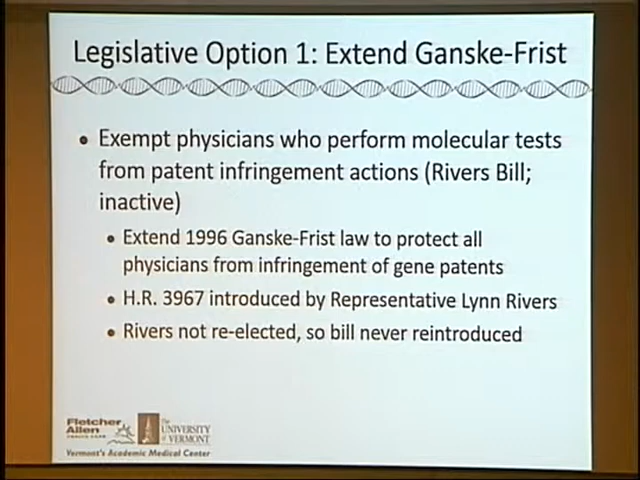 Legislative Option 1: Extend Ganske-Frist
• Exempt physicians who perform molecular tests
from patent infringement actions (Rivers Bill;
inactive)
• Extend 1996 Ganske-Frist law to protect all
physicians from infringement of gene patents
• H.R. 3967 introduced by Representative Lynn Rivers
• Rivers not re-elected, so bill never reintroduced
Fletcher
Allen
HEALTH CARE
The
UNIVERSITY
of VERMONT
Vermont's Academic Medical Center